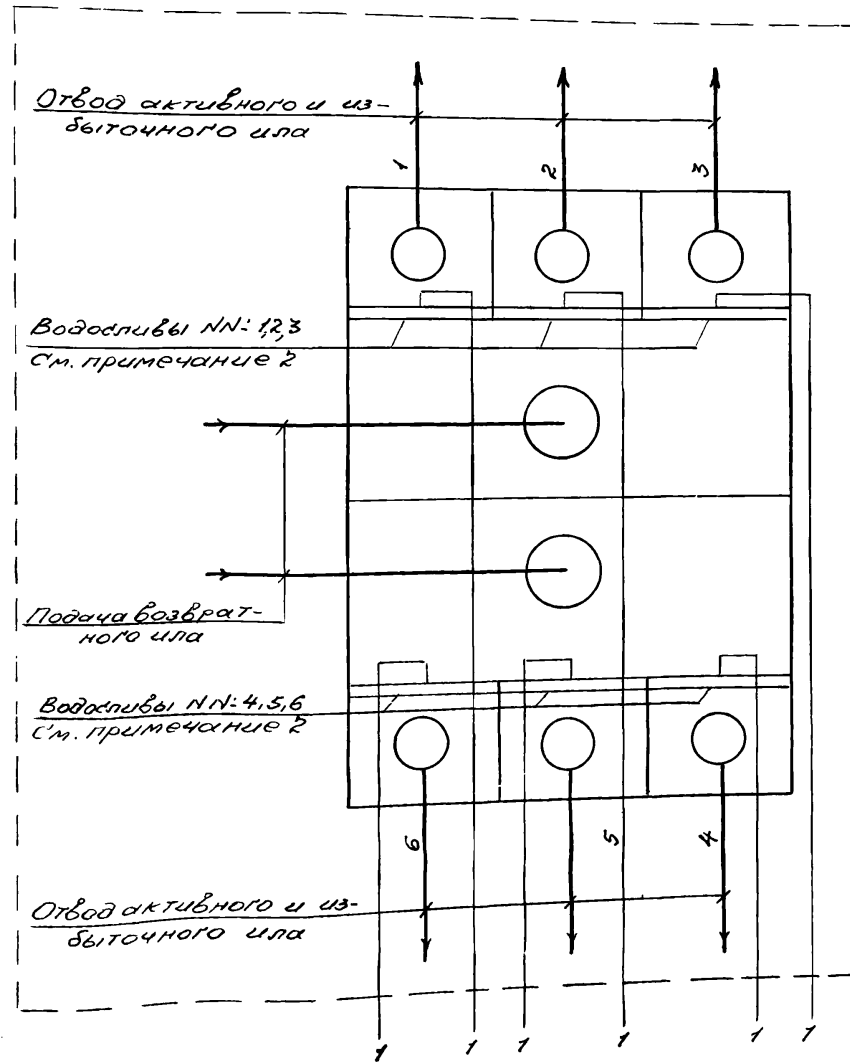 Отвод активного и из-
быточного ила
1
2
3
Водосливы NN: 1,2,3
См. примечание 2
Подача возврат-
ного ила
Водосливы NN: 4,5,6
См. примечание 2
6
5
4
Отвод активного и из-
быточного ила
1 1 1 1 1 1